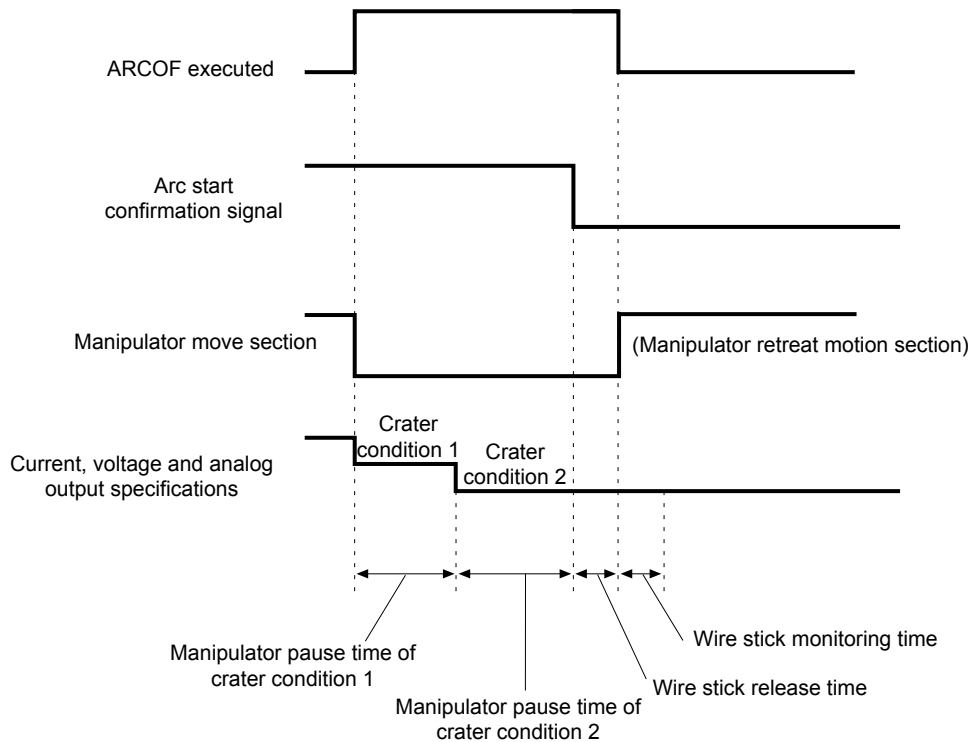 ARCOF executed
Arc start
confirmation signal
Manipulator move section
(Manipulator retreat motion section)
Current, voltage and analog
output specifications
Crater
condition 1
Crater
condition 2
Manipulator pause time of
crater condition 1
Manipulator pause time of
crater condition 2
Wire stick release time
Wire stick monitoring time